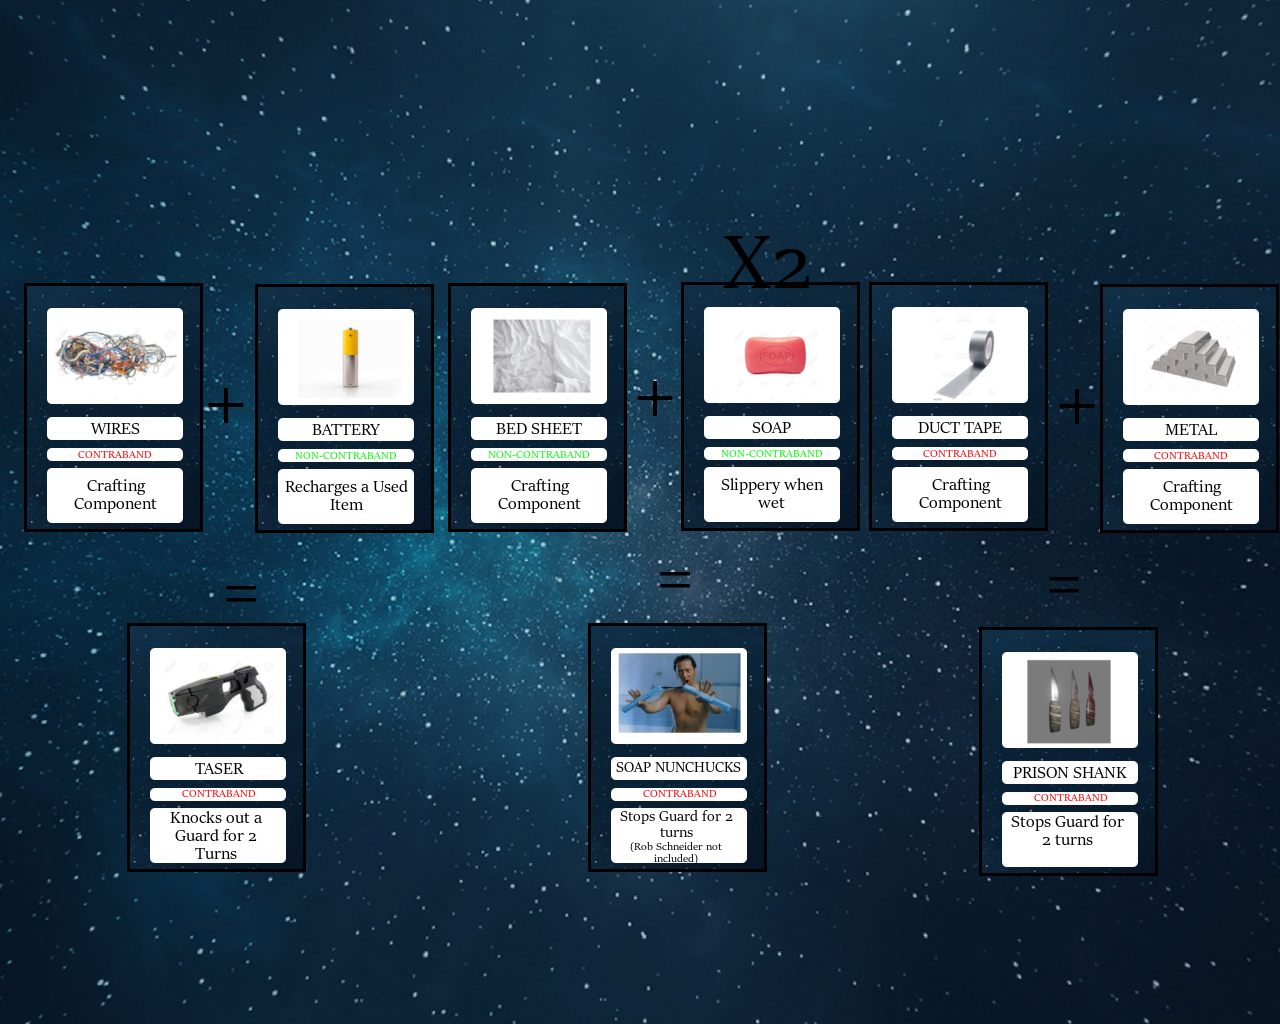 X2
WIRES
CONTRABAND
Crafting
Component
+
BATTERY
NON-CONTRABAND
Recharges a Used
Item
BED SHEET
NON-CONTRABAND
Crafting
Component
+
SOAP
SOAP
NON-CONTRABAND
Slippery when
wet
DUCT TAPE
CONTRABAND
Crafting
Component
+
METAL
CONTRABAND
Crafting
Component
=
=
=
TASER
CONTRABAND
Knocks out a
Guard for 2
Turns
SOAP NUNCHUCKS
CONTRABAND
Stops Guard for 2
turns
(Rob Schneider not
included)
PRISON SHANK
CONTRABAND
Stops Guard for
2 turns